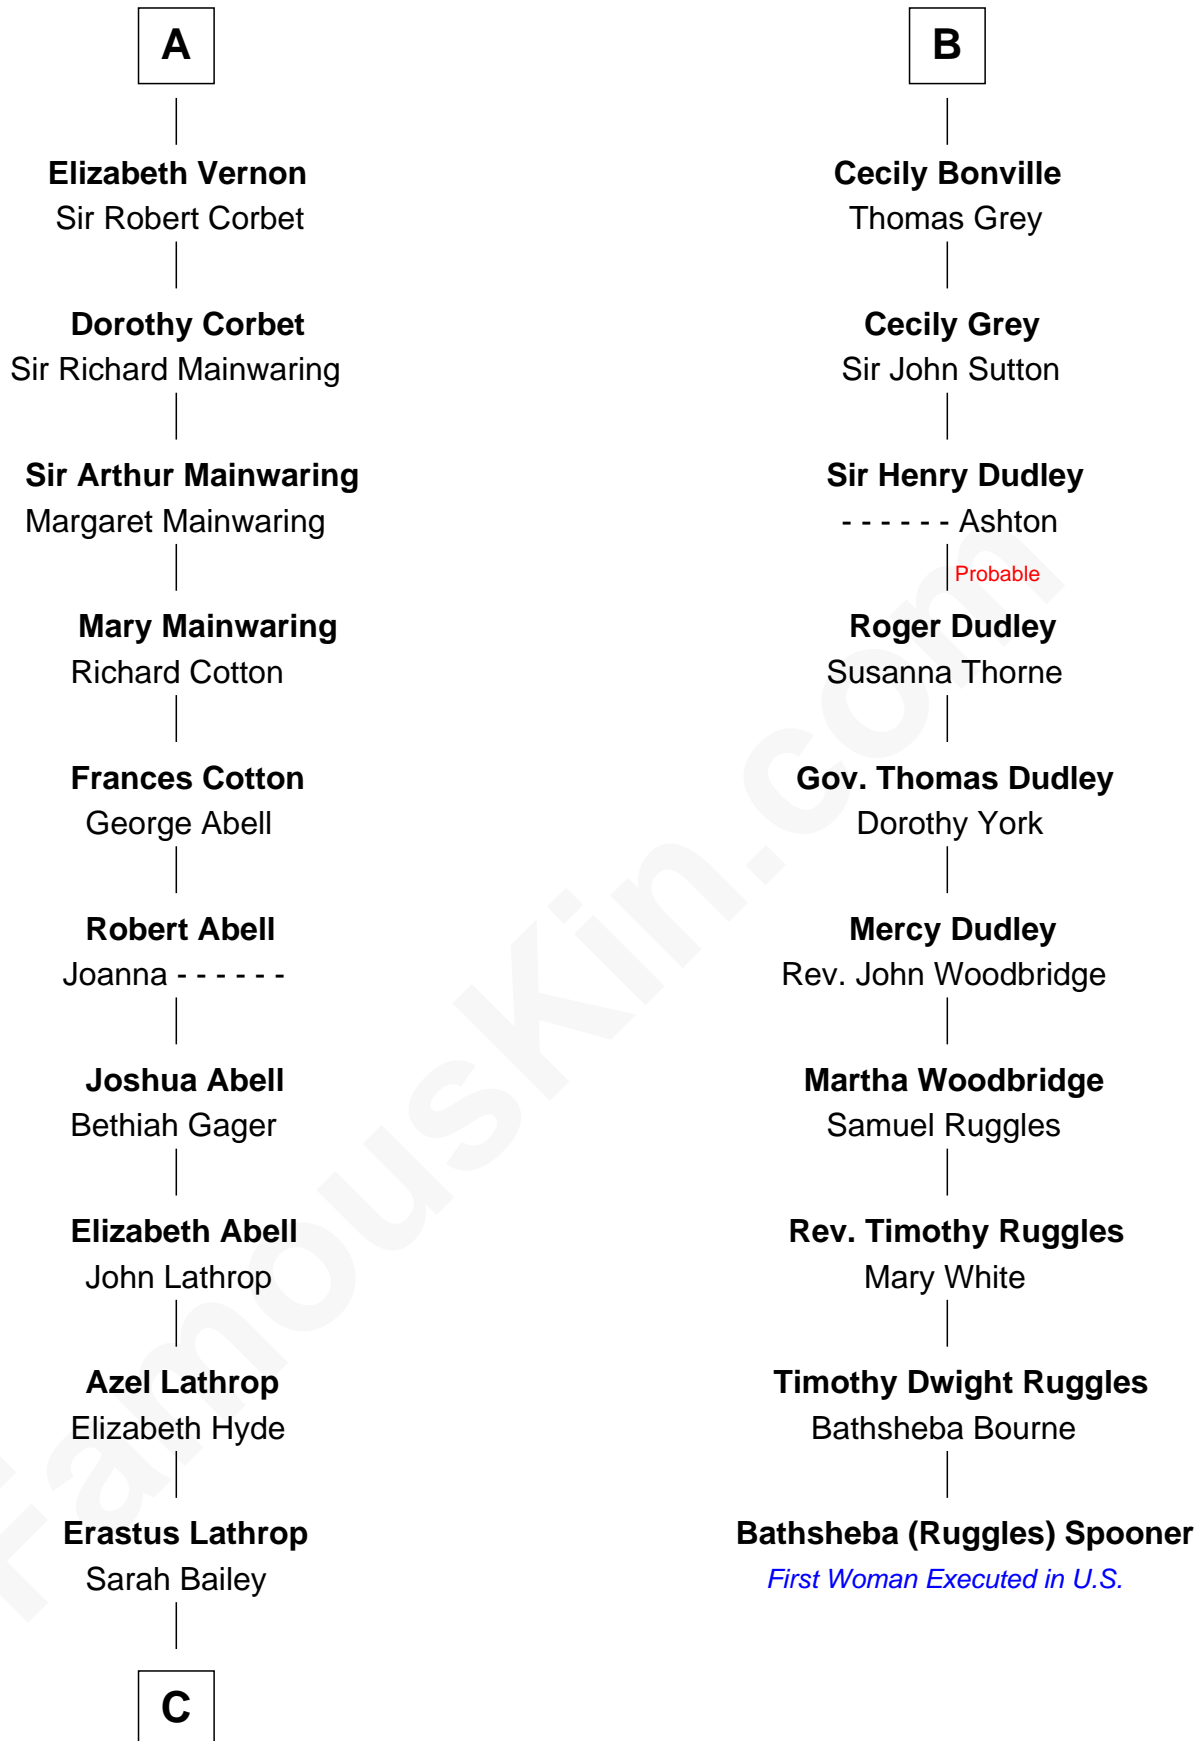 A
Elizabeth Vernon
Sir Robert Corbet
Dorothy Corbet
Sir Richard Mainwaring
Sir Arthur Mainwaring
Margaret Mainwaring
Mary Mainwaring
Richard Cotton
Frances Cotton
George Abell
Robert Abell
Joanna - - - - - -
Joshua Abell
Bethiah Gager
Elizabeth Abell
John Lathrop
Azel Lathrop
Elizabeth Hyde
Erastus Lathrop
Sarah Bailey
C
B
Cecily Bonville
Thomas Grey
Cecily Grey
Sir John Sutton
Sir Henry Dudley
- - - - - - Ashton
Probable
Roger Dudley
Susanna Thorne
Gov. Thomas Dudley
Dorothy York
Mercy Dudley
Rev. John Woodbridge
Martha Woodbridge
Samuel Ruggles
Rev. Timothy Ruggles
Mary White
Timothy Dwight Ruggles
Bathsheba Bourne
Bathsheba (Ruggles) Spooner
First Woman Executed in U.S.
FamousKin.com